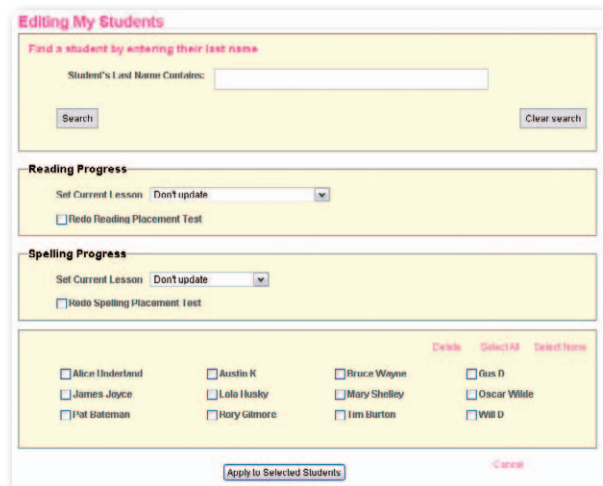 Editing My Students
Find a student by entering their last name
Student's Last Name Contains:
Search Clear search
Reading Progress
Set Current Lesson Don't update
Redo Reading Placement Test
Spelling Progress
Set Current Lesson Don't update
Redo Spelling Placement Test
Delete Select All Select None
Alice Underland Austin K Bruce Wayne Gus D
James Joyce Lola Husky Mary Shelley Oscar Wilde
Pat Bateman Rory Gilmore Tim Burton Will D
Apply to Selected Students Cancel